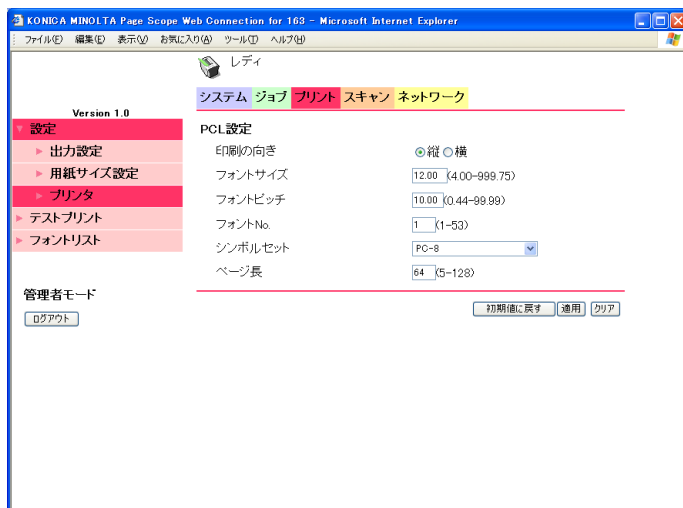 KONICA MINOLTA Page Scope Web Connection for 163 - Microsoft Internet Explorer
ファイル(F) 編集(E) 表示(V) お気に入り(A) ツール(T) ヘルプ(H)
レディ
システム ジョブ プリント スキャン ネットワーク
Version 1.0
設定
出力設定
用紙サイズ設定
プリンタ
テストプリント
フォントリスト
管理者モード
ログアウト
PCL設定
印刷の向き 縦 横
フォントサイズ 12.00 (4.00-999.75)
フォントピッチ 10.00 (0.44-99.99)
フォントNo. 1 (1-53)
シンボルセット PC-8
ページ長 64 (5-128)
初期値に戻す 適用 クリア